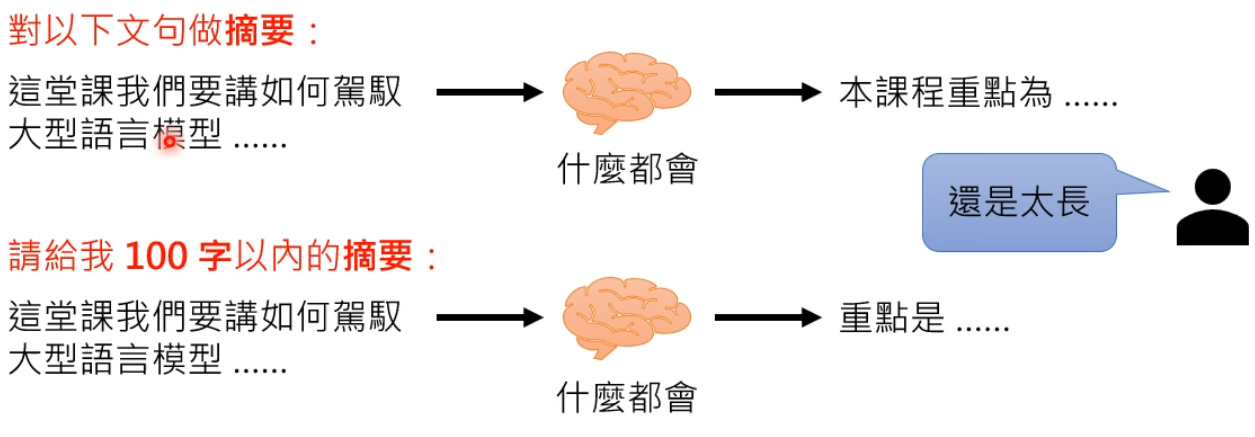 對以下文句做摘要：
這堂課我們要講如何駕馭
大型語言模型 ......
什麼都會
本課程重點為 ......
還是太長
請給我 100 字以內的摘要：
這堂課我們要講如何駕馭
大型語言模型 ......
什麼都會
重點是 ......